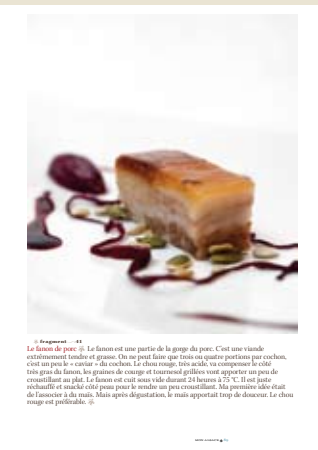 fragment 41
Le fanon de porc Le fanon est une partie de la gorge du porc. C'est une viande
extrêmement tendre et grasse. On ne peut faire que trois ou quatre portions par cochon,
c'est un peu le « caviar » du cochon. Le chou rouge, très acide, va compenser le côté
très gras du fanon, les graines de courge et tournesol grillées vont apporter un peu de
croustillant au plat. Le fanon est cuit sous vide durant 24 heures à 75 °C. Il est juste
réchauffé et snacké côté peau pour le rendre un peu croustillant. Ma première idée était
de l'associer à du maïs. Mais après dégustation, le maïs apportait trop de douceur. Le chou
rouge est préférable.